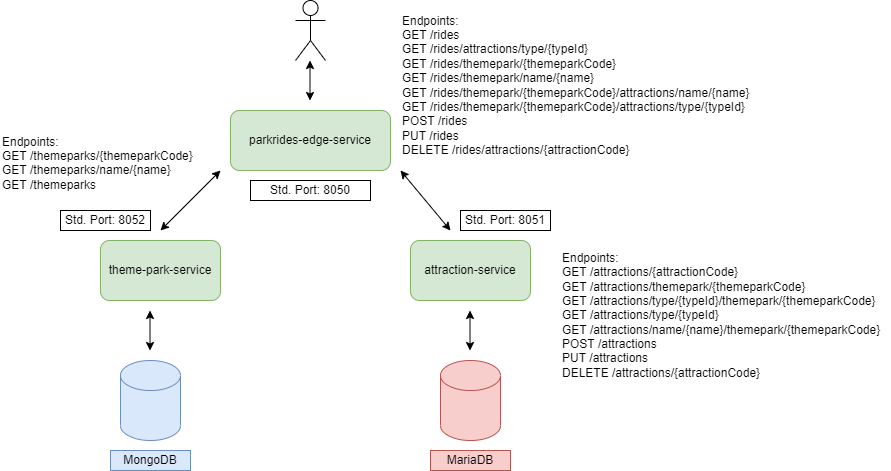 Endpoints:
GET /rides
GET /rides/attractions/type/{typeId}
GET /rides/themepark/{themeparkCode}
GET /rides/themepark/name/{name}
GET /rides/themepark/{themeparkCode}/attractions/name/{name}
GET /rides/themepark/{themeparkCode}/attractions/type/{typeId}
POST /rides
PUT /rides
DELETE /rides/attractions/{attractionCode}
parkrides-edge-service
Std. Port: 8050
Endpoints:
GET /themeparks/{themeparkCode}
GET /themeparks/name/{name}
GET /themeparks
Std. Port: 8052
theme-park-service
MongoDB
Std. Port: 8051
attraction-service
Endpoints:
GET /attractions/{attractionCode}
GET /attractions/themepark/{themeparkCode}
GET /attractions/type/{typeId}/themepark/{themeparkCode}
GET /attractions/type/{typeId}
GET /attractions/name/{name}/themepark/{themeparkCode}
POST /attractions
PUT /attractions
DELETE /attractions/{attractionCode}
MariaDB